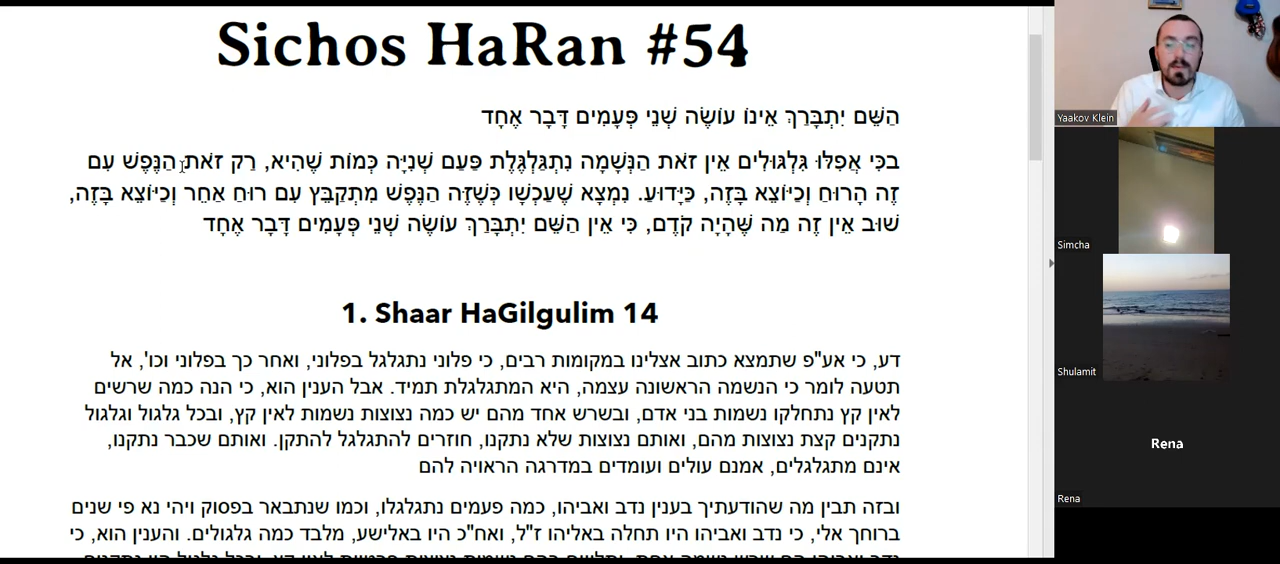 Sichos HaRan #54
הַשֵּׁם יִתְבָּרַךְ אֵינוֹ עוֹשֶׂה שְׁנֵי פְּעָמִים דָּבָר אֶחָד
בכִּי אֲפִלּוּ גִּלְגּוּלִים אֵין זֹאת הַנְּשָׁמָה נִתְגַּלְגֶּלֶת פַּעַם שְׁנִיָּה כְּמוֹת שֶׁהִיא, רַק זֹאת הַנֶּפֶשׁ עִם
זֶה הָרוּחַ וְכַיּוֹצֵא בָּזֶה, כַּיָּדוּעַ. נִמְצָא שֶׁעַכְשָׁו כְּשֶׁזֶּה הַנֶּפֶשׁ מִתְקַבֵּץ עִם רוּחַ אַחֵר וְכַיּוֹצֵא בָּזֶה,
שׁוּב אֵין זֶה מַה שֶּׁהָיָה קֹדֶם, כִּי אֵין הַשֵּׁם יִתְבָּרַךְ עוֹשֶׂה שְׁנֵי פְּעָמִים דָּבָר אֶחָד
1. Shaar HaGilgulim 14
דע, כי אע"פ שתמצא כתוב אצלינו במקומות רבים, כי פלוני נתגלגל בפלוני, ואחר כך בפלוני וכו', אל
תטעה לומר כי הנשמה הראשונה עצמה, היא המתגלגלת תמיד. אבל הענין הוא, כי הנה כמה שרשים
לאין קץ נתחלקו נשמות בני אדם, ובשרש אחד מהם יש כמה נצוצות נשמות לאין קץ, ובכל גלגול וגלגול
נתקנים קצת נצוצות מהם, ואותם נצוצות שלא נתקנו, חוזרים להתגלגל להתקן. ואותם שכבר נתקנו,
אינם מתגלגלים, אמנם עולים ועומדים במדרגה הראויה להם
ובזה תבין מה שהודעתיך בענין נדב ואביהו, כמה פעמים נתגלגלו, וכמו שנתבאר בפסוק ויהי נא פי שנים
ברוחך אלי, כי נדב ואביהו היו תחלה באליהו ז"ל, ואח"כ היו באלישע, מלבד כמה גלגולים. והענין הוא, כי
Yaakov Klein
Simcha
Shulamit
Rena
Rena